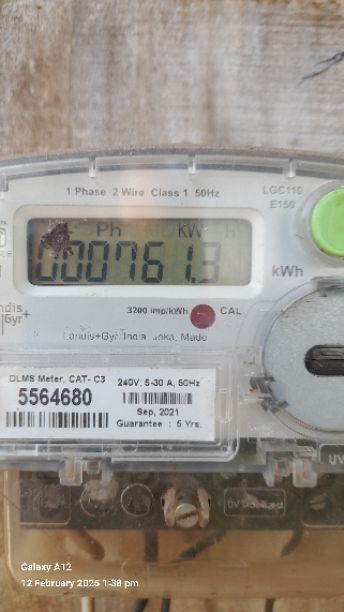 1 Phase 2 Wire Class 1 50Hz
LGC110
E150
Ph kW H
000761.3
kWh
3200 imp/kWh CAL
Landis+Gyr India Joka, Made
DLMS Meter, CAT- C3
5564680
240V, 5-30 A, 50Hz
Sep, 2021
Guarantee : 5 Yrs.
UV
Galaxy A12
12 February 2025 1:38 pm